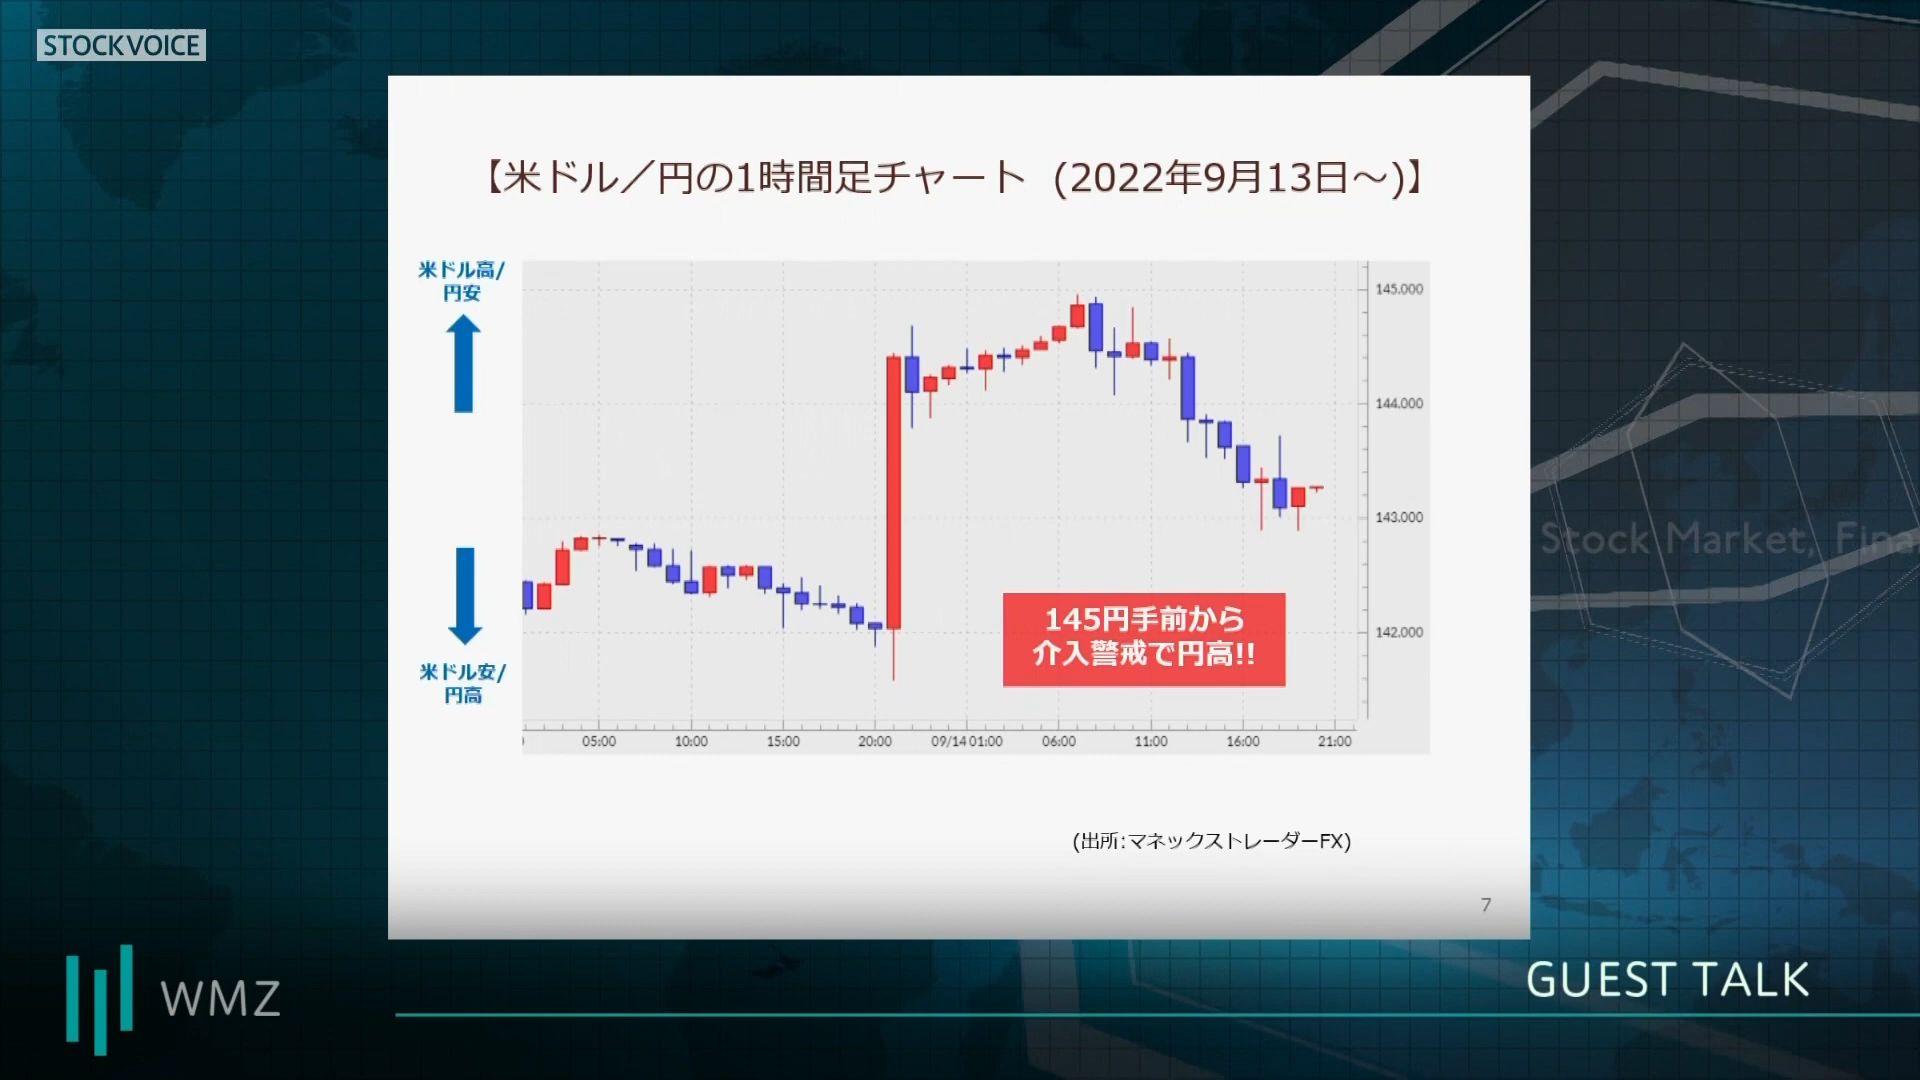 STOCKVOICE
【米ドル／円の1時間足チャート (2022年9月13日～)】
米ドル高/
円安
米ドル安/
円高
145.000
144.000
143.000
142.000
145円手前から
介入警戒で円高!!
05:00 10:00 15:00 20:00 09/14 01:00 06:00 11:00 16:00 21:00
(出所:マネックストレーダーFX)
7
Stock Market, Fina
WMZ
GUEST TALK